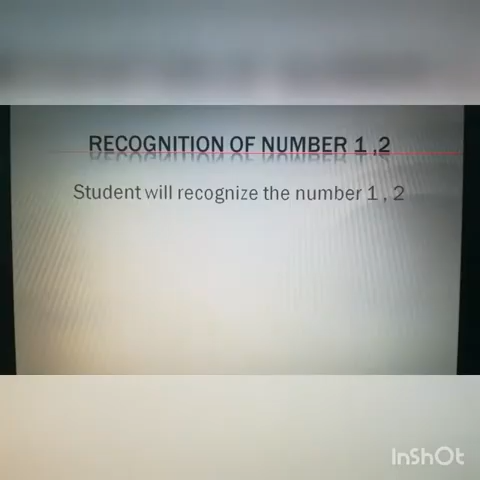 RECOGNITION OF NUMBER 1 ,2
Student will recognize the number 1 , 2
InShOt